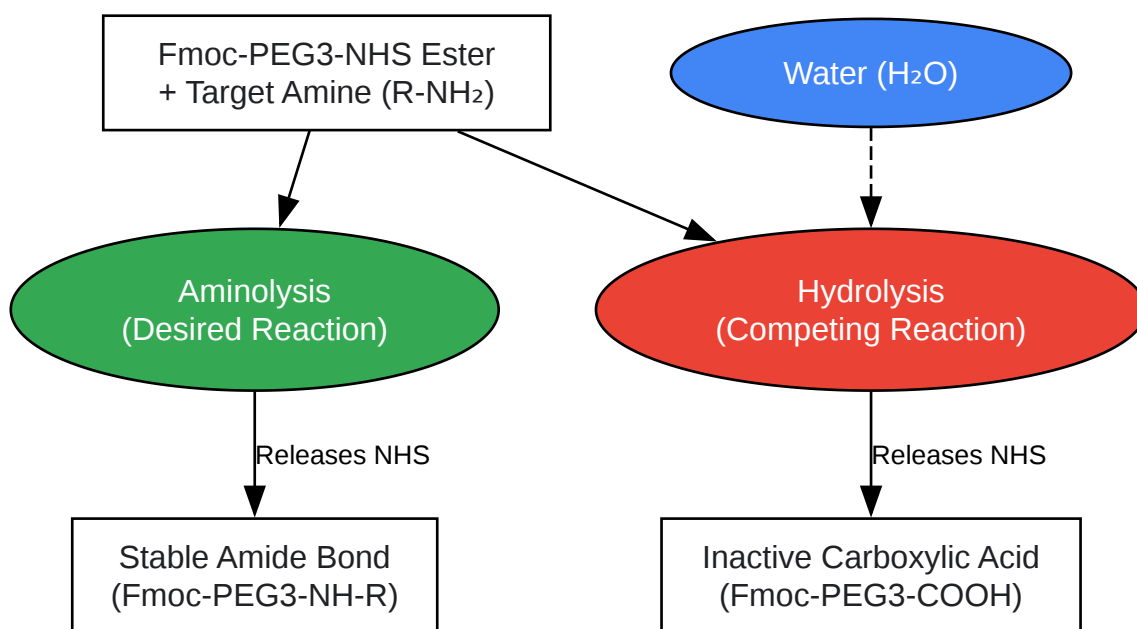 Fmoc-PEG3-NHS Ester
+ Target Amine (R-NH₂)
Water (H₂O)
Aminolysis
(Desired Reaction)
Hydrolysis
(Competing Reaction)
Releases NHS
Releases NHS
Stable Amide Bond
(Fmoc-PEG3-NH-R)
Inactive Carboxylic Acid
(Fmoc-PEG3-COOH)